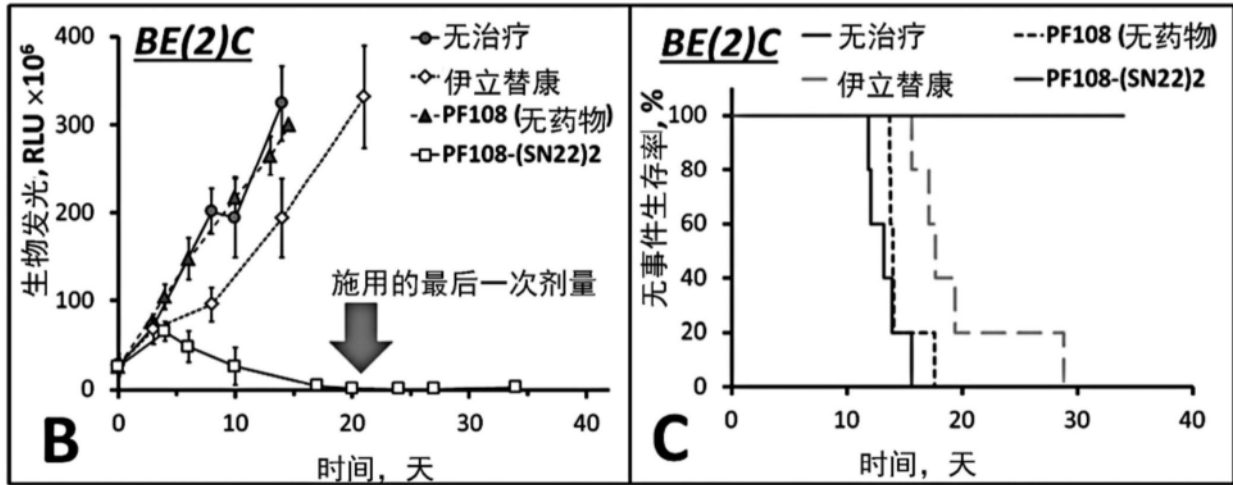 BE(2)C
无治疗
伊立替康
PF108 (无药物)
PF108-(SN22)2
生物发光, RLU ×10⁶
400
300
200
100
0
施用的最后一次剂量
0 10 20 30 40
时间，天
B
BE(2)C
无治疗 PF108 (无药物)
伊立替康 PF108-(SN22)2
无事件生存率, %
100
80
60
40
20
0
0 10 20 30 40
时间，天
C